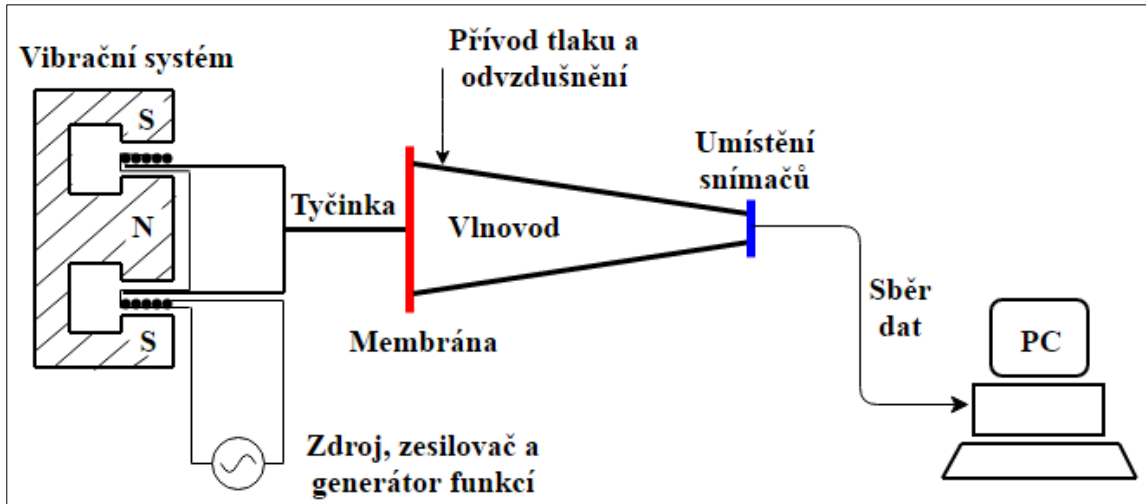 Přívod tlaku a
odvzdušnění
Vibrační systém
S
Umístění
snímačů
Tyčinka
N
Vlnovod
Sběr
dat
S
Membrána
PC
Zdroj, zesilovač a
generátor funkcí